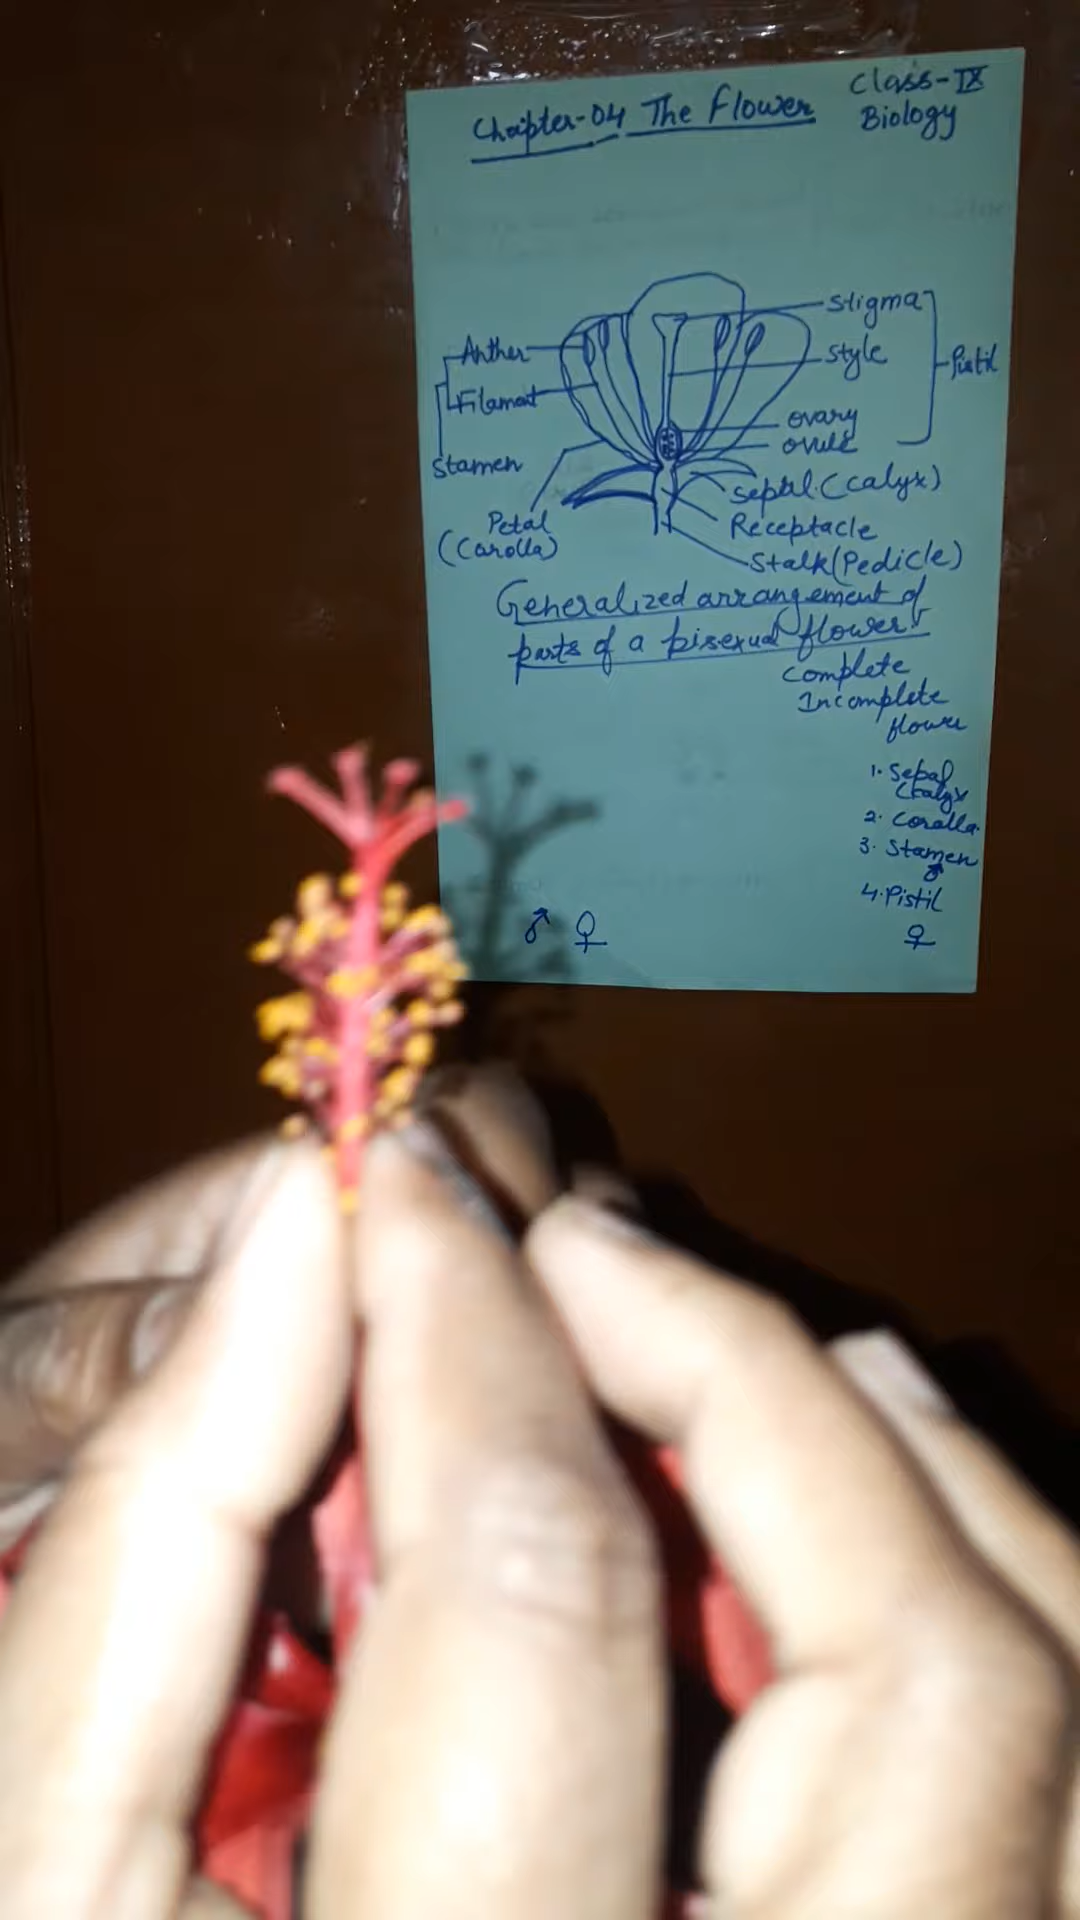 Chapter-04 The Flower
Class-IX
Biology
Anther
Filament
Stamen
Petal
(Corolla)
Stigma
Style
Pistil
ovary
ovule
Septal (Calyx)
Receptacle
Stalk (Pedicle)
Generalized arrangement of
parts of a bisexual flower
Complete
Incomplete
flower
1. Sepal
Calyx
2. Corolla
3. Stamen
♂
4. Pistil
♀
♂ ♀